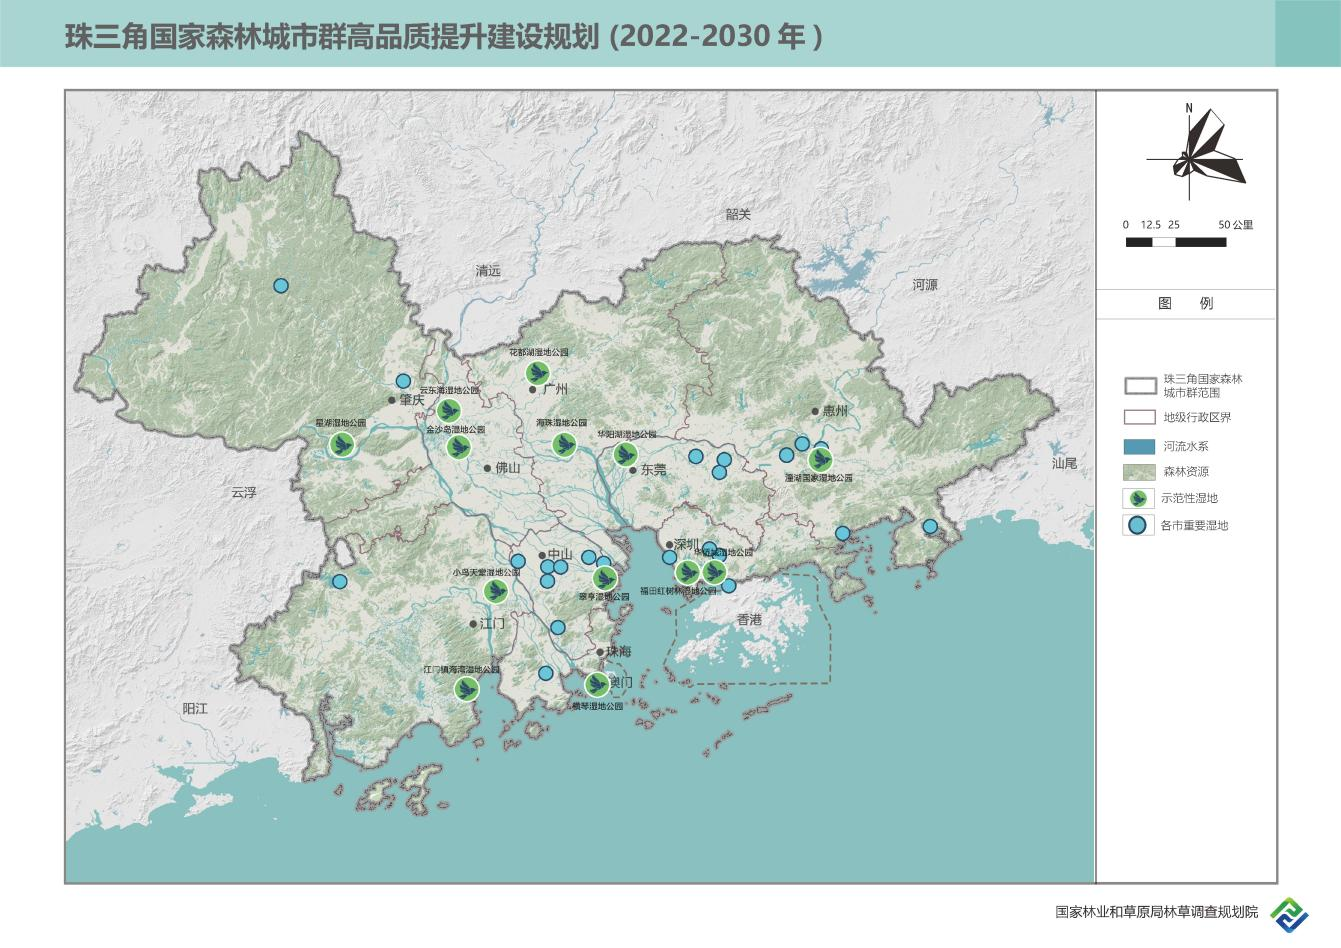 珠三角国家森林城市群高品质提升建设规划 (2022-2030 年 )
N
0 12.5 25 50 公里
图 例
珠三角国家森林
城市群范围
地级行政区界
河流水系
森林资源
示范性湿地
各市重要湿地
韶关
清远
河源
花都湖湿地公园
广州
云东海湿地公园
肇庆
惠州
星湖湿地公园
金沙岛湿地公园
海珠湿地公园
华阳湖湿地公园
佛山
东莞
汕尾
潼湖国家湿地公园
云浮
深圳
华侨城湿地公园
中山
小鸟天堂湿地公园
翠亨湿地公园
福田红树林湿地公园
香港
江门
珠海
江门镇海湾湿地公园
澳门
横琴湿地公园
阳江
国家林业和草原局林草调查规划院